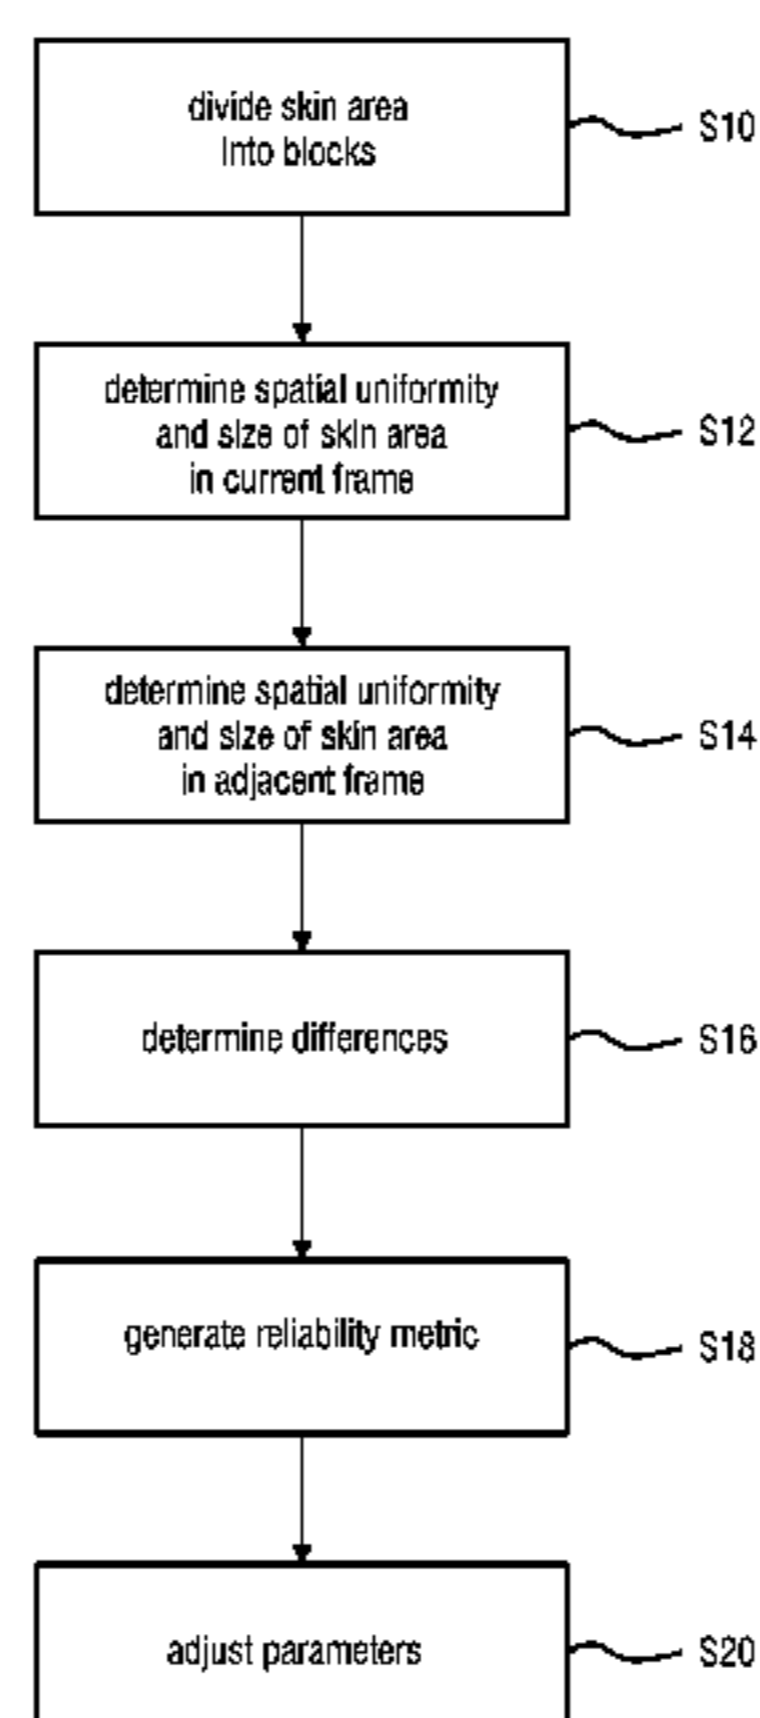 divide skin area
Into blocks
S10
determine spatial uniformity
and size of skin area
in current frame
S12
determine spatial uniformity
and size of skin area
in adjacent frame
S14
determine differences
S16
generate reliability metric
S18
adjust parameters
S20